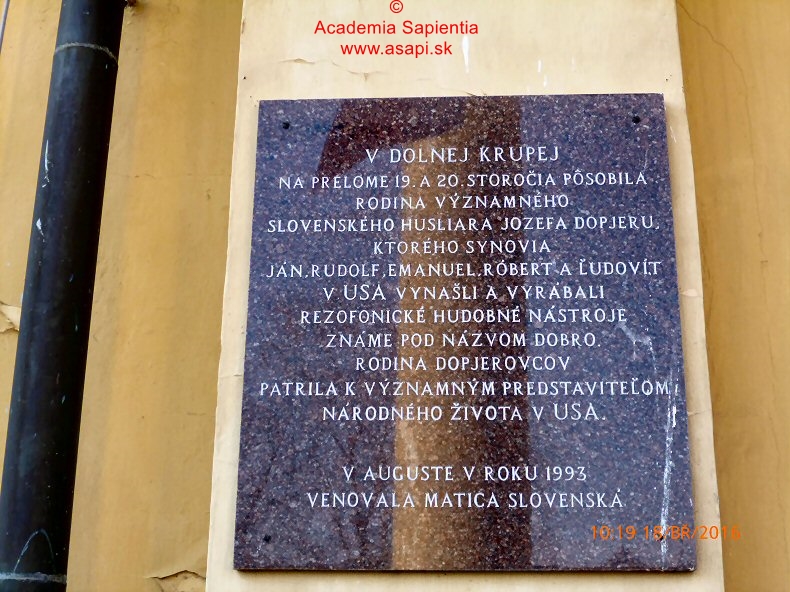 ©
Academia Sapientia
www.asapi.sk
V DOLNEJ KRUPEJ
NA PRELOME 19. A 20. STOROČIA PÔSOBILA
RODINA VÝZNAMNÉHO
SLOVENSKÉHO HUSLIARA JOZEFA DOPJERU,
KTORÉHO SYNOVIA
JÁN, RUDOLF, EMANUEL, RÓBERT A ĽUDOVÍT
V USA VYNAŠLI A VYRÁBALI
REZOFONICKÉ HUDOBNÉ NÁSTROJE
ZNÁME POD NÁZVOM DOBRO.
RODINA DOPJEROVCOV
PATRILA K VÝZNAMNÝM PREDSTAVITEĽOM
NÁRODNÉHO ŽIVOTA V USA.
V AUGUSTE V ROKU 1993
VENOVALA MATICA SLOVENSKÁ
10:19